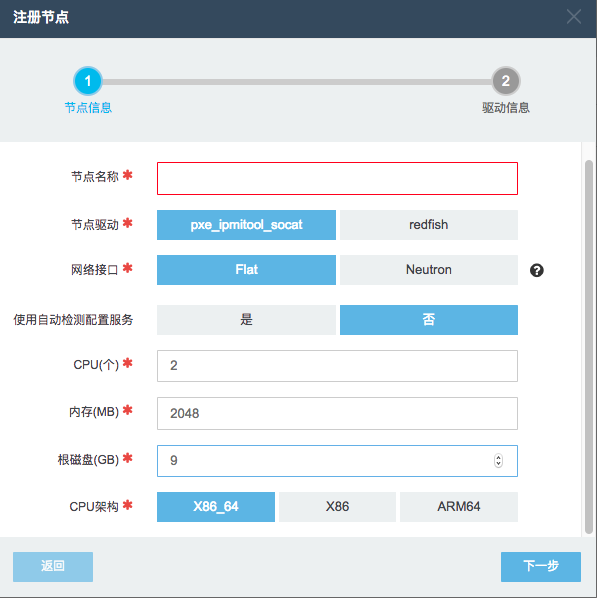 注册节点
1
2
节点信息
驱动信息
节点名称 *
节点驱动 * pxe_ipmitool_socat redfish
网络接口 * Flat Neutron ?
使用自动检测配置服务 是 否
CPU(个) * 2
内存(MB) * 2048
根磁盘(GB) * 9
CPU架构 * X86_64 X86 ARM64
返回 下一步